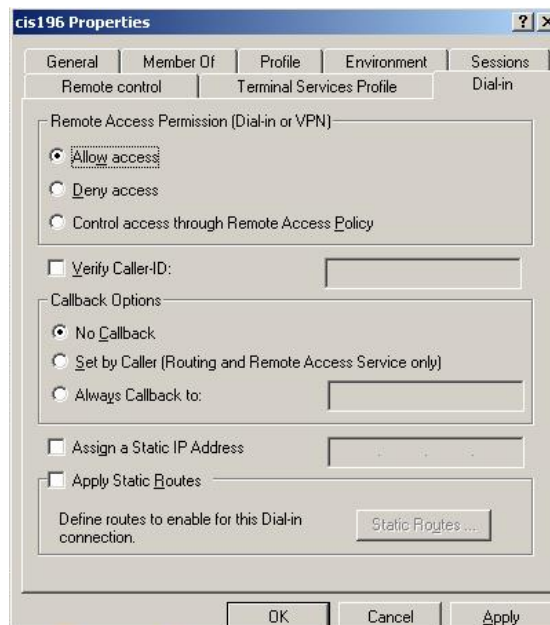 cis196 Properties
General Member Of Profile Environment Sessions
Remote control Terminal Services Profile Dial-in
Remote Access Permission (Dial-in or VPN)
Allow access
Deny access
Control access through Remote Access Policy
Verify Caller-ID:
Callback Options
No Callback
Set by Caller (Routing and Remote Access Service only)
Always Callback to:
Assign a Static IP Address
Apply Static Routes
Define routes to enable for this Dial-in
connection.
Static Routes ...
OK Cancel Apply